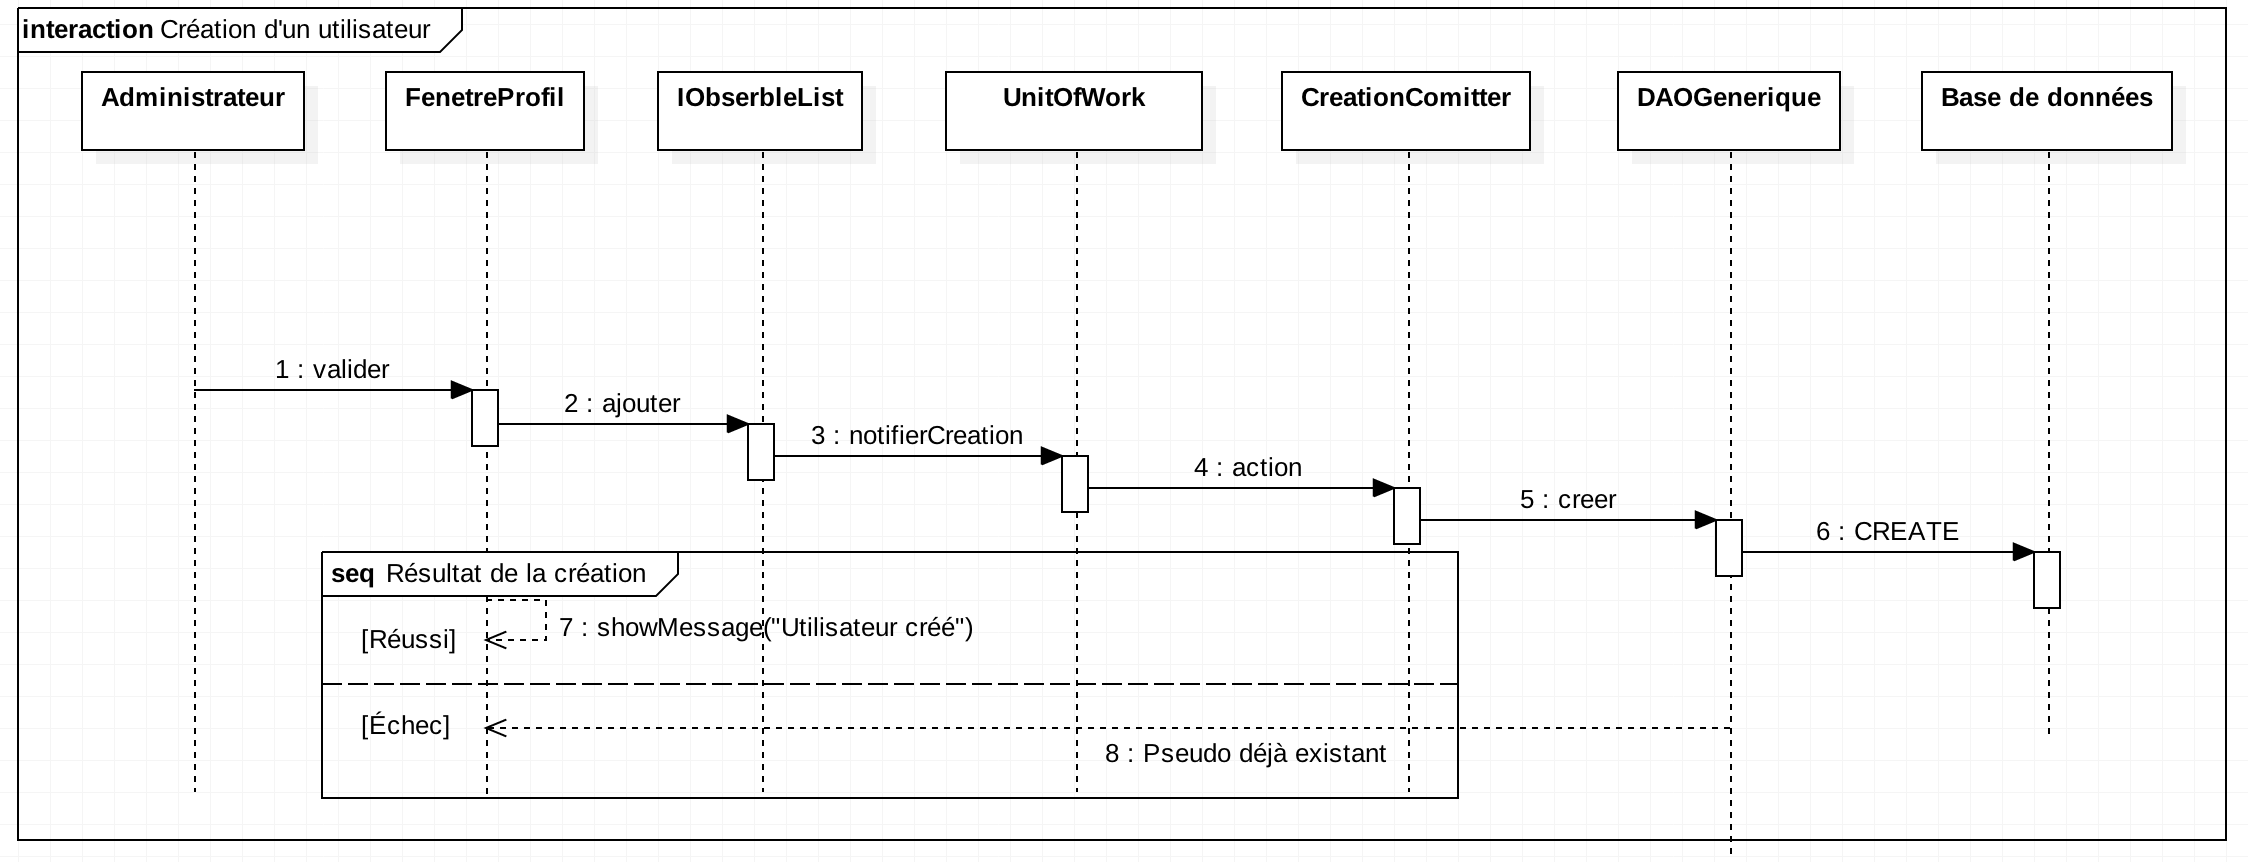 interaction Création d'un utilisateur
Administrateur
FenetreProfil
IObserbleList
UnitOfWork
CreationComitter
DAOGenerique
Base de données
1 : valider
2 : ajouter
3 : notifierCreation
4 : action
5 : creer
6 : CREATE
seq Résultat de la création
[Réussi]
7 : showMessage("Utilisateur créé")
[Échec]
8 : Pseudo déjà existant